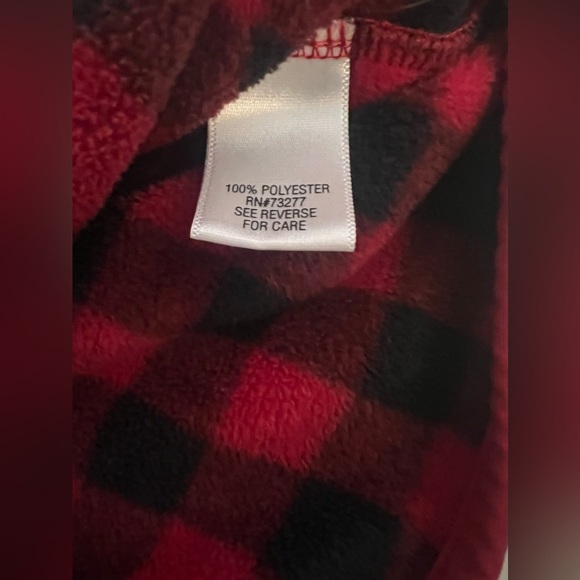 100% POLYESTER
RN#73277
SEE REVERSE
FOR CARE